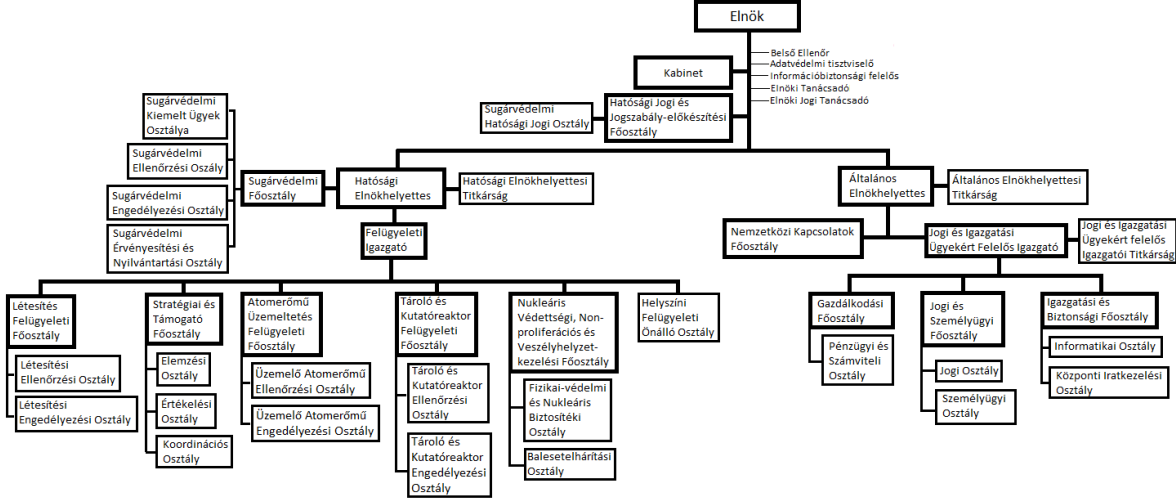 Elnök
Belső Ellenőr
Adatvédelmi tisztviselő
Információbiztonsági felelős
Elnöki Tanácsadó
Elnöki Jogi Tanácsadó
Kabinet
Sugárvédelmi
Hatósági Jogi Osztály
Hatósági Jogi és
Jogszabály-előkészítési
Főosztály
Sugárvédelmi
Kiemelt Ügyek
Osztálya
Sugárvédelmi
Ellenőrzési Oszály
Sugárvédelmi
Engedélyezési Osztály
Sugárvédelmi
Érvényesítési és
Nyilvántartási Osztály
Sugárvédelmi
Főosztály
Hatósági
Elnökhelyettes
Hatósági Elnökhelyettesi
Titkárság
Általános
Elnökhelyettes
Általános Elnökhelyettesi
Titkárság
Felügyeleti
Igazgató
Nemzetközi Kapcsolatok
Főosztály
Jogi és Igazgatási
Ügyekért Felelős Igazgató
Jogi és Igazgatási
Ügyekért felelős
Igazgatói Titkárság
Létesítés
Felügyeleti
Főosztály
Létesítési
Ellenőrzési Osztály
Létesítési
Engedélyezési Osztály
Stratégiai és
Támogató
Főosztály
Elemzési
Osztály
Értékelési
Osztály
Koordinációs
Osztály
Atomerőmű
Üzemeltetés
Felügyeleti
Főosztály
Üzemelő Atomerőmű
Ellenőrzési Osztály
Üzemelő Atomerőmű
Engedélyezési Osztály
Tároló és
Kutatóreaktor
Felügyeleti
Főosztály
Tároló és
Kutatóreaktor
Ellenőrzési
Osztály
Tároló és
Kutatóreaktor
Engedélyezési
Osztály
Nukleáris
Védettségi, Non-
proliferációs és
Veszélyhelyzet-
kezelési Főosztály
Fizikai-védelmi
és Nukleáris
Biztosítéki
Osztály
Balesetelhárítási
Osztály
Helyszíni
Felügyeleti
Önálló Osztály
Gazdálkodási
Főosztály
Pénzügyi és
Számviteli
Osztály
Jogi és
Személyügyi
Főosztály
Jogi Osztály
Személyügyi
Osztály
Igazgatási és
Biztonsági Főosztály
Informatikai Osztály
Központi Iratkezelési
Osztály